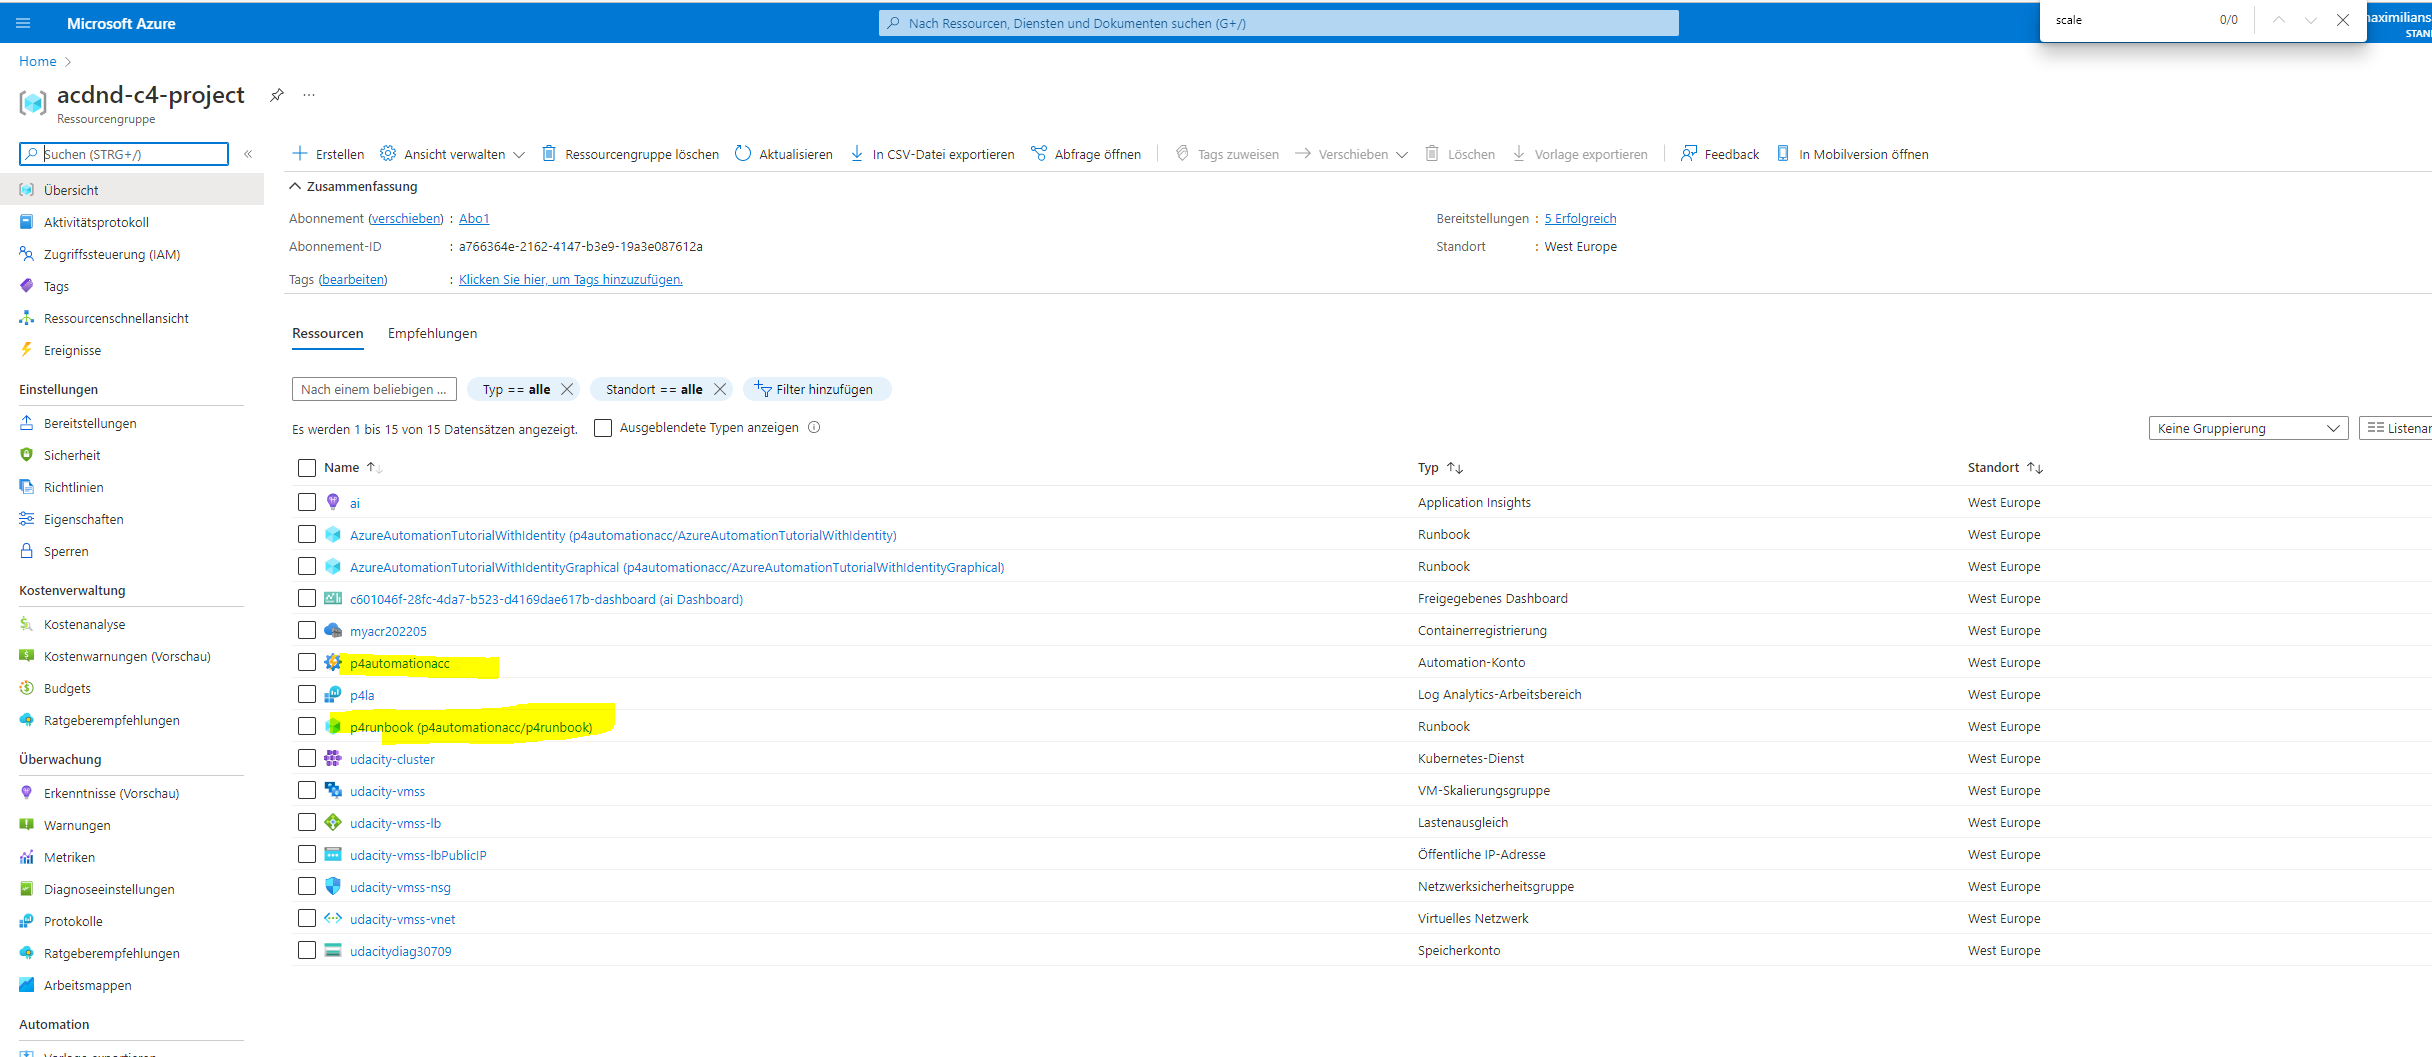 Microsoft Azure
Nach Ressourcen, Diensten und Dokumenten suchen (G+/)
scale 0/0
STAN
Home
acdnd-c4-project
Ressourcengruppe
Suchen (STRG+/)
Erstellen Ansicht verwalten Ressourcengruppe löschen Aktualisieren In CSV-Datei exportieren Abfrage öffnen Tags zuweisen Verschieben Löschen Vorlage exportieren Feedback In Mobilversion öffnen
Zusammenfassung
Abonnement (verschieben) : Abo1
Abonnement-ID : a766364e-2162-4147-b3e9-19a3e087612a
Tags (bearbeiten) : Klicken Sie hier, um Tags hinzuzufügen.
Bereitstellungen : 5 Erfolgreich
Standort : West Europe
Übersicht
Aktivitätsprotokoll
Zugriffssteuerung (IAM)
Tags
Ressourcenschnellansicht
Ereignisse
Einstellungen
Bereitstellungen
Sicherheit
Richtlinien
Eigenschaften
Sperren
Kostenverwaltung
Kostenanalyse
Kostenwarnungen (Vorschau)
Budgets
Ratgeberempfehlungen
Überwachung
Erkenntnisse (Vorschau)
Warnungen
Metriken
Diagnoseeinstellungen
Protokolle
Ratgeberempfehlungen
Arbeitsmappen
Automation
Vorlage exportieren
Ressourcen Empfehlungen
Nach einem beliebigen ... Typ == alle Standort == alle Filter hinzufügen
Es werden 1 bis 15 von 15 Datensätzen angezeigt. Ausgeblendete Typen anzeigen Keine Gruppierung Listenar
Name Typ Standort
ai Application Insights West Europe
AzureAutomationTutorialWithIdentity (p4automationacc/AzureAutomationTutorialWithIdentity) Runbook West Europe
AzureAutomationTutorialWithIdentityGraphical (p4automationacc/AzureAutomationTutorialWithIdentityGraphical) Runbook West Europe
c601046f-28fc-4da7-b523-d4169dae617b-dashboard (ai Dashboard) Freigegebenes Dashboard West Europe
myacr202205 Containerregistrierung West Europe
p4automationacc Automation-Konto West Europe
p4la Log Analytics-Arbeitsbereich West Europe
p4runbook (p4automationacc/p4runbook) Runbook West Europe
udacity-cluster Kubernetes-Dienst West Europe
udacity-vmss VM-Skalierungsgruppe West Europe
udacity-vmss-lb Lastenausgleich West Europe
udacity-vmss-lbPublicIP Öffentliche IP-Adresse West Europe
udacity-vmss-nsg Netzwerksicherheitsgruppe West Europe
udacity-vmss-vnet Virtuelles Netzwerk West Europe
udacitydiag30709 Speicherkonto West Europe